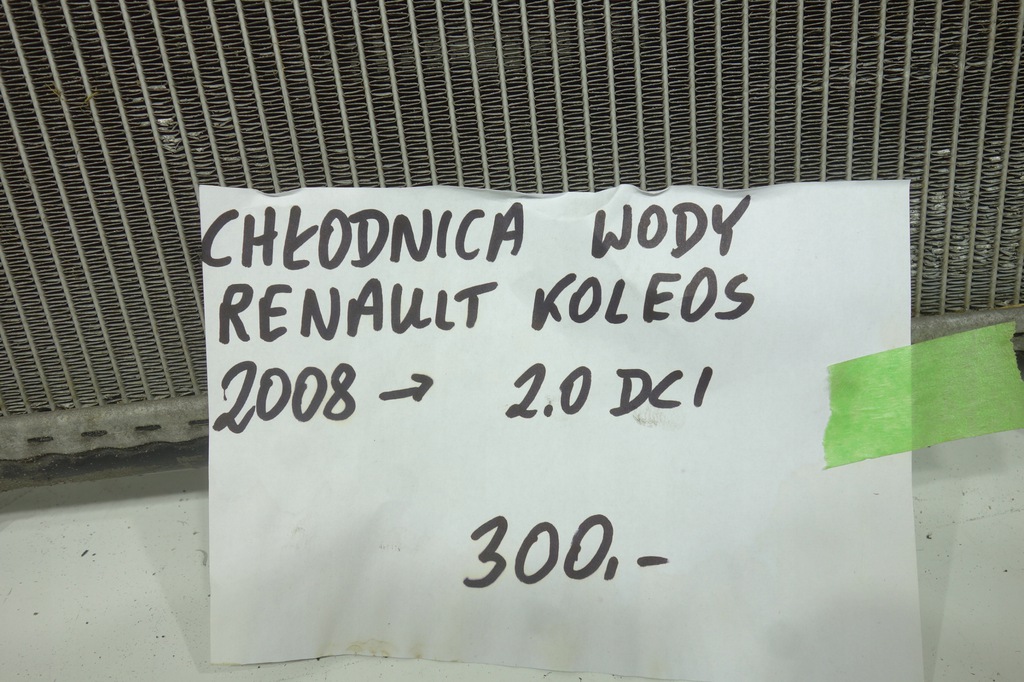 CHŁODNICA WODY
RENAULT KOLEOS
2008 → 2.0 DCI
300,-